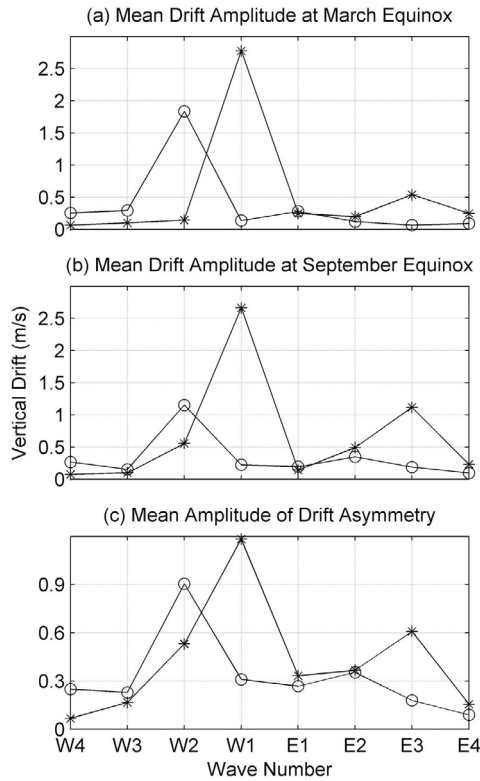 (a) Mean Drift Amplitude at March Equinox
2.5
2
1.5
1
0.5
0
(b) Mean Drift Amplitude at September Equinox
2.5
2
1.5
1
0.5
0
Vertical Drift (m/s)
(c) Mean Amplitude of Drift Asymmetry
0.9
0.6
0.3
0
W4 W3 W2 W1 E1 E2 E3 E4
Wave Number